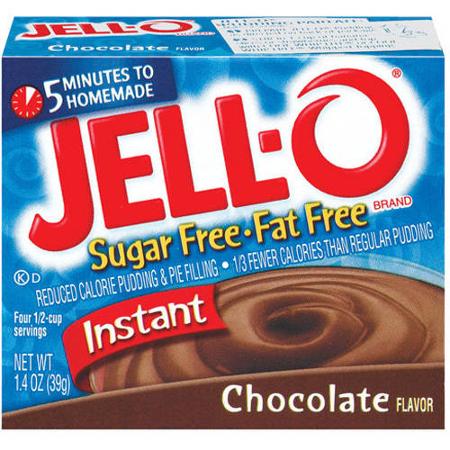 Chocolate FLAVOR
5 MINUTES TO
HOMEMADE
JELL-O®
BRAND
Sugar Free • Fat Free
K D
REDUCED CALORIE PUDDING & PIE FILLING • 1/3 FEWER CALORIES THAN REGULAR PUDDING
Four 1/2-cup
servings
Instant
NET WT
1.4 OZ (39g)
Chocolate FLAVOR